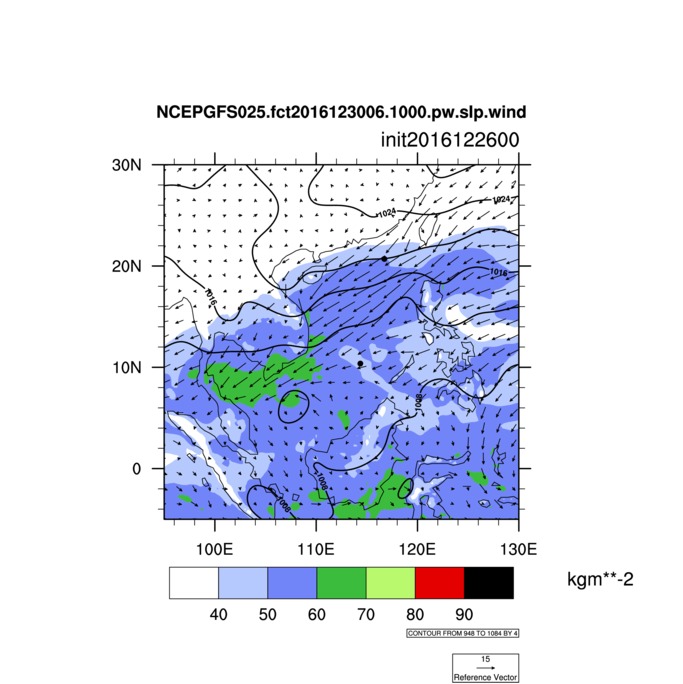 NCEPGFS025.fct2016123006.1000.pw.slp.wind
init2016122600
30N
1024
1024
20N
1016
1016
10N
1008
0
1008
1008
100E 110E 120E 130E
kgm**-2
40 50 60 70 80 90
CONTOUR FROM 948 TO 1084 BY 4
15
Reference Vector